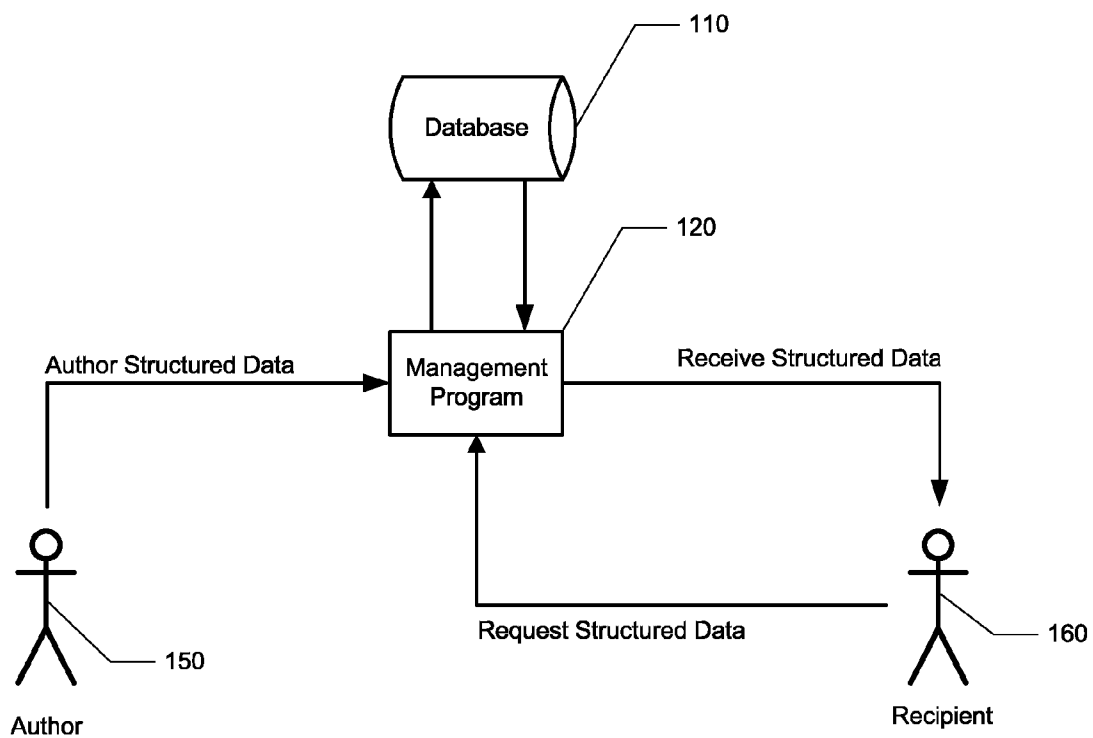 110
Database
120
Author Structured Data
Management
Program
Receive Structured Data
Request Structured Data
150
160
Author
Recipient